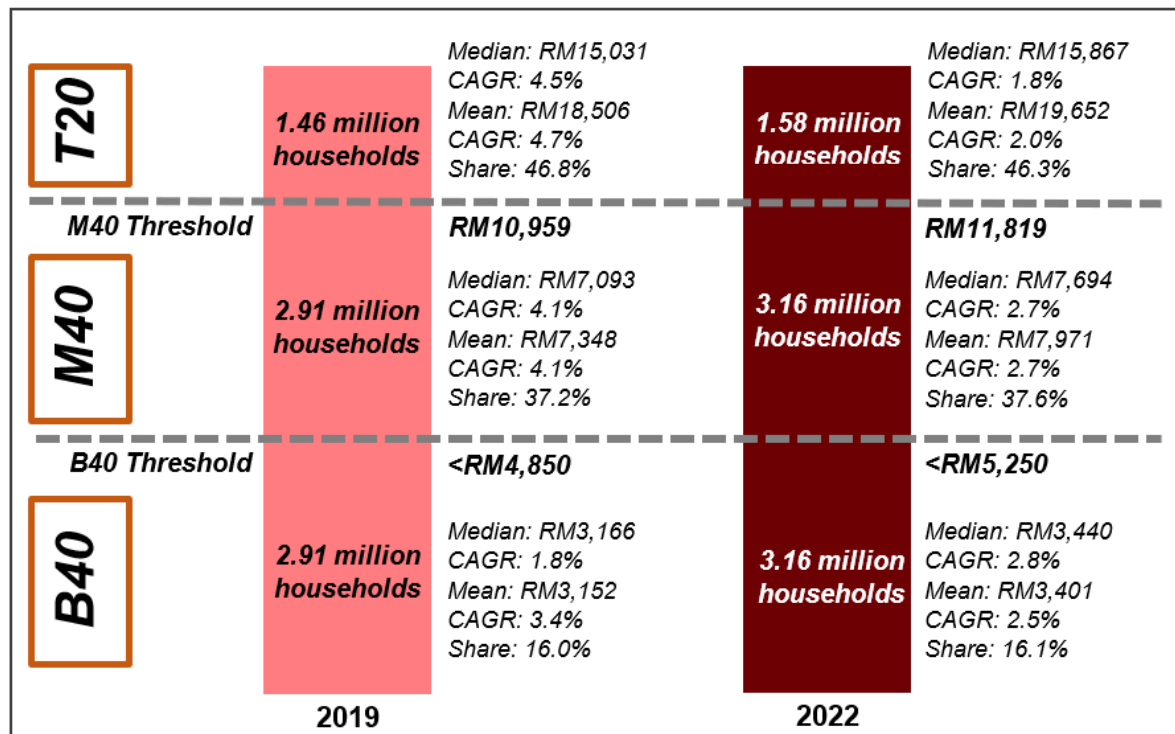 T20
1.46 million
households
Median: RM15,031
CAGR: 4.5%
Mean: RM18,506
CAGR: 4.7%
Share: 46.8%
1.58 million
households
Median: RM15,867
CAGR: 1.8%
Mean: RM19,652
CAGR: 2.0%
Share: 46.3%
M40 Threshold
RM10,959
RM11,819
M40
2.91 million
households
Median: RM7,093
CAGR: 4.1%
Mean: RM7,348
CAGR: 4.1%
Share: 37.2%
3.16 million
households
Median: RM7,694
CAGR: 2.7%
Mean: RM7,971
CAGR: 2.7%
Share: 37.6%
B40 Threshold
<RM4,850
<RM5,250
B40
2.91 million
households
Median: RM3,166
CAGR: 1.8%
Mean: RM3,152
CAGR: 3.4%
Share: 16.0%
3.16 million
households
Median: RM3,440
CAGR: 2.8%
Mean: RM3,401
CAGR: 2.5%
Share: 16.1%
2019
2022